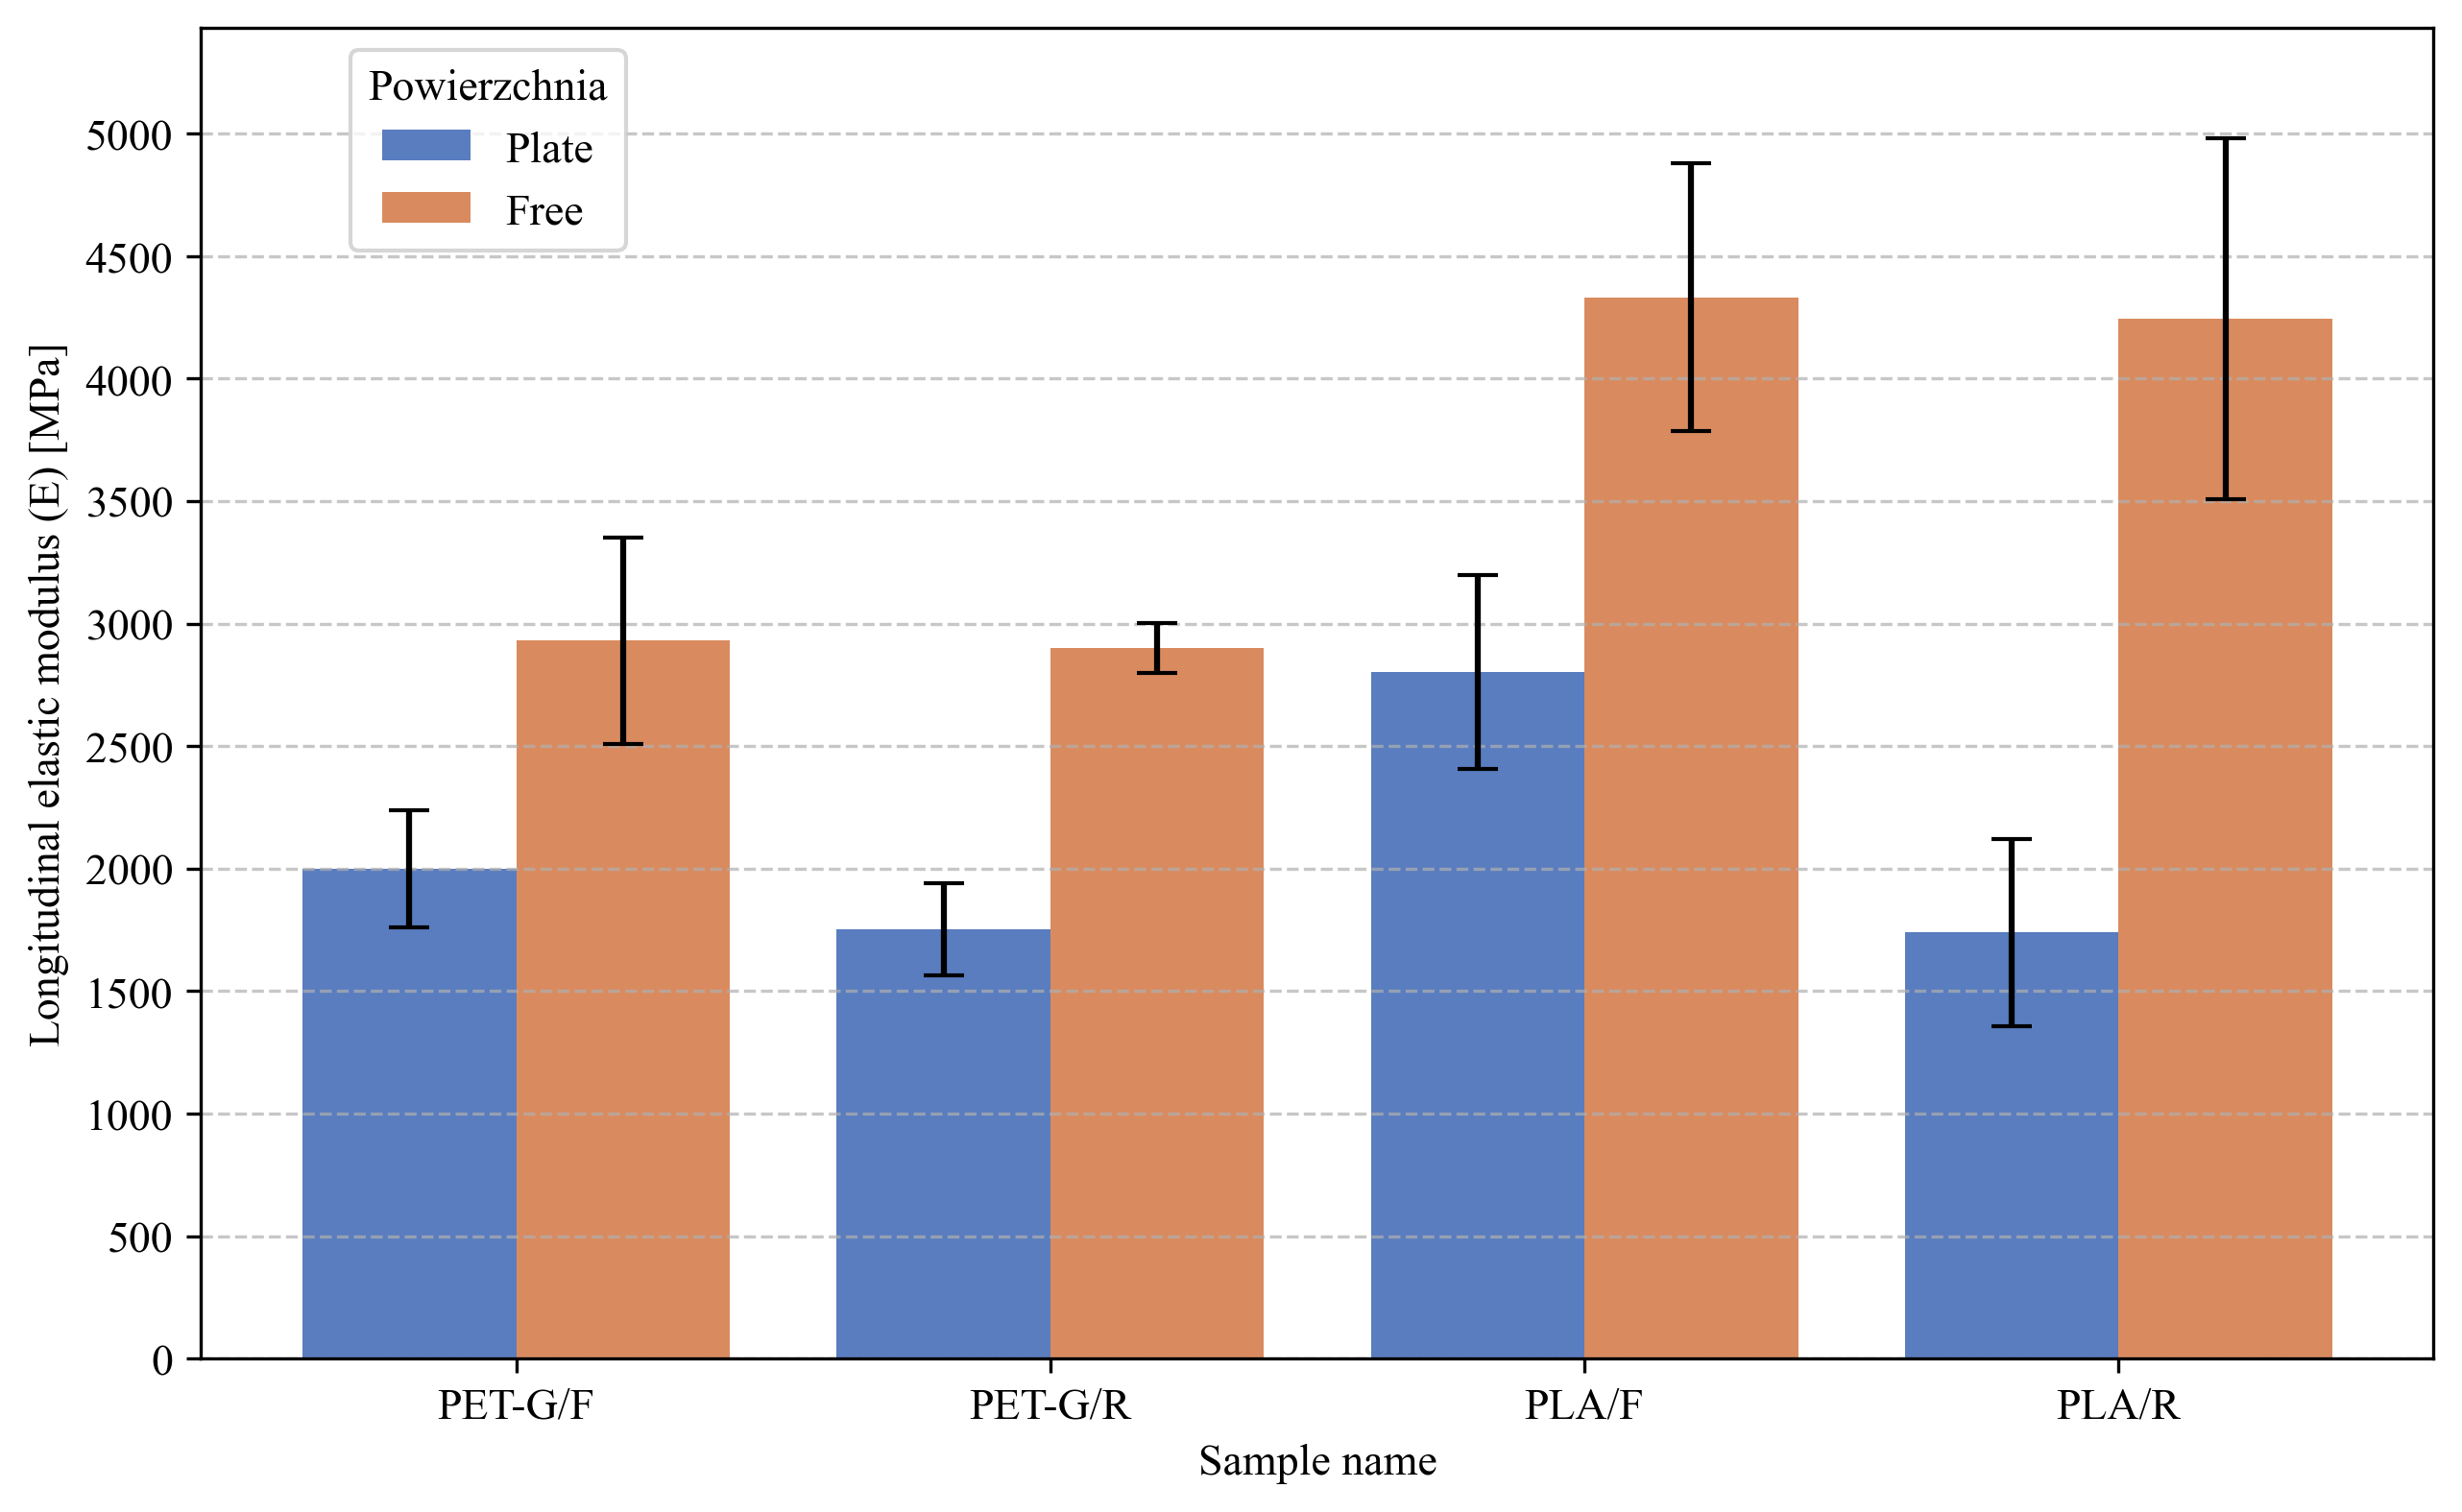 Powierzchnia
Plate
Free
Longitudinal elastic modulus (E) [MPa]
5000
4500
4000
3500
3000
2500
2000
1500
1000
500
0
PET-G/F PET-G/R PLA/F PLA/R
Sample name